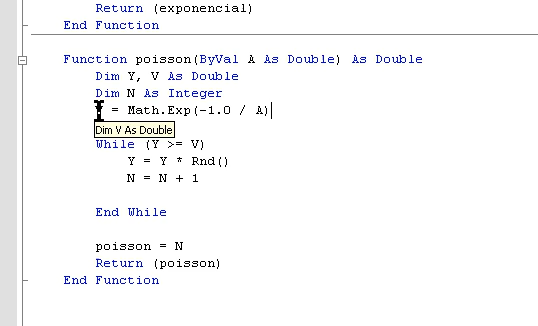 Return (exponencial)
End Function
Function poisson(ByVal A As Double) As Double
Dim Y, V As Double
Dim N As Integer
V = Math.Exp(-1.0 / A)
Dim V As Double
While (Y >= V)
Y = Y * Rnd()
N = N + 1
End While
poisson = N
Return (poisson)
End Function